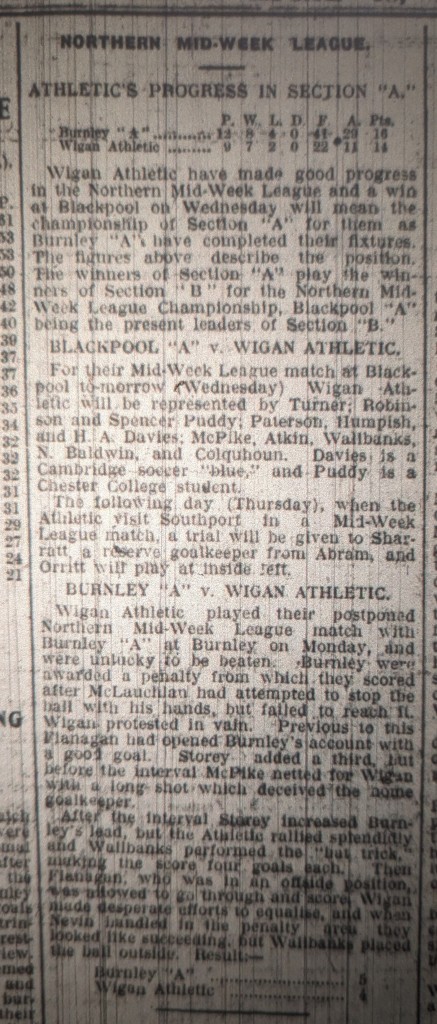 NORTHERN MID-WEEK LEAGUE.
ATHLETIC'S PROGRESS IN SECTION "A."
P. W. L. D. F. A. Pts.
Burnley "A" .......... 12 8 4 0 41 29 16
Wigan Athletic ......... 9 7 2 0 22 11 14
Wigan Athletic have made good progress
in the Northern Mid-Week League and a win
at Blackpool on Wednesday will mean the
championship of Section "A" for them as
Burnley "A" have completed their fixtures.
The figures above describe the position.
The winners of Section "A" play the win-
ners of Section "B" for the Northern Mid-
Week League Championship, Blackpool "A"
being the present leaders of Section "B."
BLACKPOOL "A" v. WIGAN ATHLETIC.
For their Mid-Week League match at Black-
pool to-morrow (Wednesday) Wigan Ath-
letic will be represented by Turner; Robin-
son and Spencer Puddy; Paterson, Humpish,
and H. A. Davies; McPike, Atkin, Wallbanks,
N. Baldwin, and Colquhoun. Davies is a
Cambridge soccer "blue," and Puddy is a
Chester College student.
The following day (Thursday), when the
Athletic visit Southport in a Mid-Week
League match, a trial will be given to Shar-
ratt, a reserve goalkeeper from Abram, and
Orritt will play at inside left.
BURNLEY "A" v. WIGAN ATHLETIC.
Wigan Athletic played their postponed
Northern Mid-Week League match with
Burnley "A" at Burnley on Monday, and
were unlucky to be beaten. Burnley were
awarded a penalty from which they scored
after McLauchlan had attempted to stop the
ball with his hands, but failed to reach it.
Wigan protested in vain. Previous to this
Flanagan had opened Burnley's account with
a good goal. Storey added a third, but
before the interval McPike netted for Wigan
with a long shot which deceived the home
goalkeeper.
After the interval Storey increased Burn-
ley's lead, but the Athletic rallied splendidly
and Wallbanks performed the "hat trick,"
making the score four goals each. Then
Flanagan, who was in an offside position,
was allowed to go through and score. Wigan
made desperate efforts to equalise, and when
Nevin handled in the penalty area they
looked like succeeding, but Wallbanks placed
the ball outside. Result:—
Burnley "A" .................. 5
Wigan Athletic .................. 4